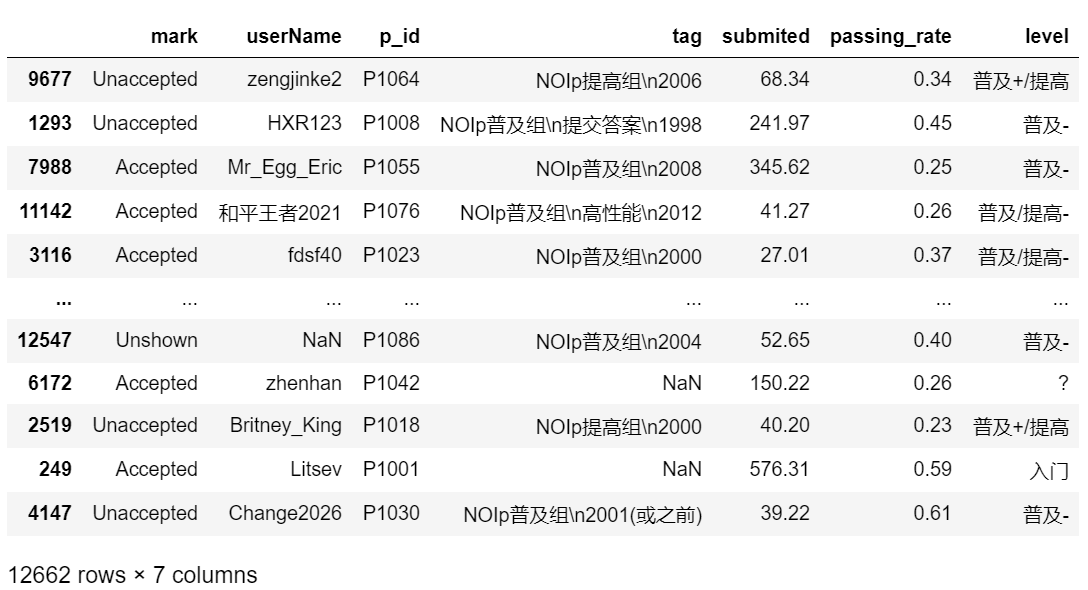 mark userName p_id tag submited passing_rate level
9677 Unaccepted zengjinke2 P1064 NOIp提高组\n2006 68.34 0.34 普及+/提高
1293 Unaccepted HXR123 P1008 NOIp普及组\n提交答案\n1998 241.97 0.45 普及-
7988 Accepted Mr_Egg_Eric P1055 NOIp普及组\n2008 345.62 0.25 普及-
11142 Accepted 和平王者2021 P1076 NOIp普及组\n高性能\n2012 41.27 0.26 普及/提高-
3116 Accepted fdsf40 P1023 NOIp普及组\n2000 27.01 0.37 普及/提高-
... ... ... ... ... ... ... ...
12547 Unshown NaN P1086 NOIp普及组\n2004 52.65 0.40 普及-
6172 Accepted zhenhan P1042 NaN 150.22 0.26 ?
2519 Unaccepted Britney_King P1018 NOIp提高组\n2000 40.20 0.23 普及+/提高
249 Accepted Litsev P1001 NaN 576.31 0.59 入门
4147 Unaccepted Change2026 P1030 NOIp普及组\n2001(或之前) 39.22 0.61 普及-
12662 rows × 7 columns